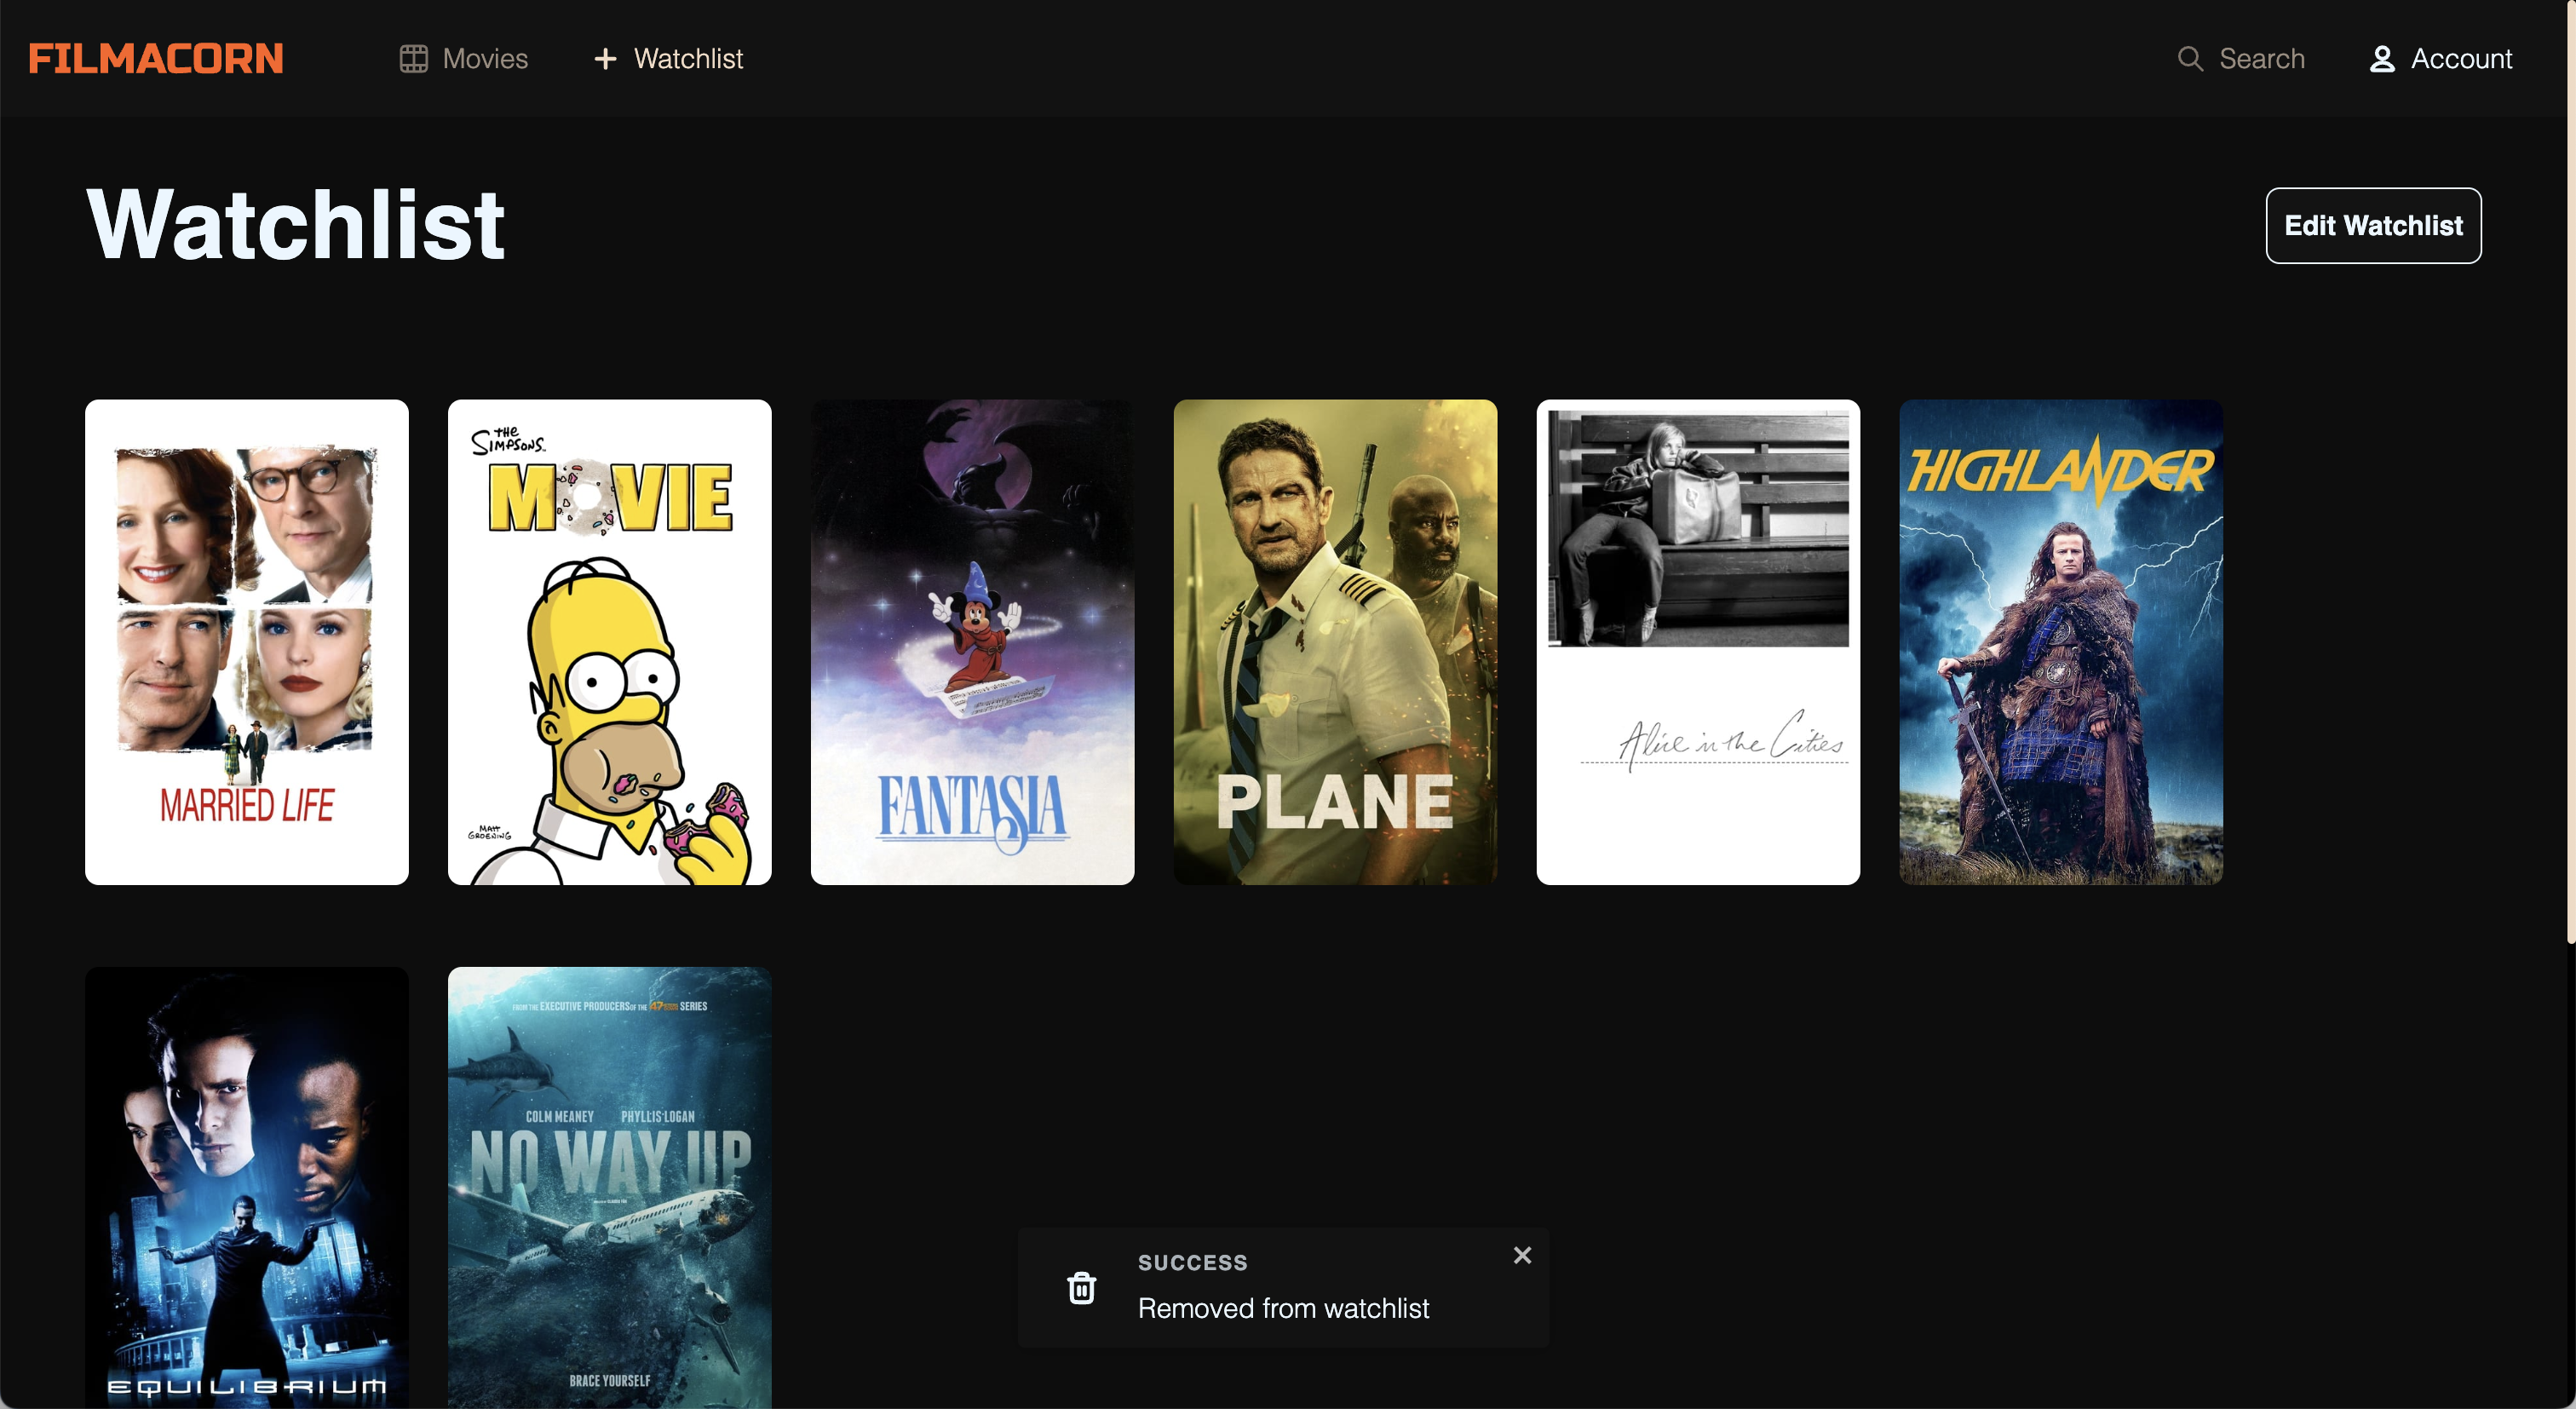 FILMACORN
Movies
Watchlist
Search
Account
Watchlist
Edit Watchlist
MARRIED LIFE
THE
SIMPSONS
MOVIE
MATT
GROENING
FANTASIA
PLANE
Alice in the Cities
HIGHLANDER
EQUILIBRIUM
FROM THE EXECUTIVE PRODUCERS OF THE 47 SERIES
COLM MEANEY PHYLLIS LOGAN
NO WAY UP
BRACE YOURSELF
SUCCESS
Removed from watchlist